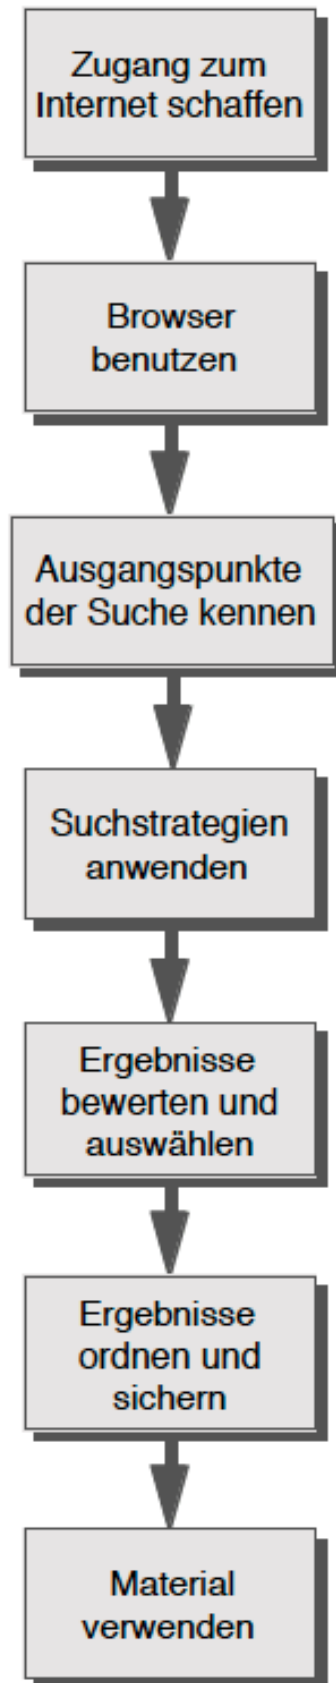 Zugang zum
Internet schaffen
Browser
benutzen
Ausgangspunkte
der Suche kennen
Suchstrategien
anwenden
Ergebnisse
bewerten und
auswählen
Ergebnisse
ordnen und
sichern
Material
verwenden